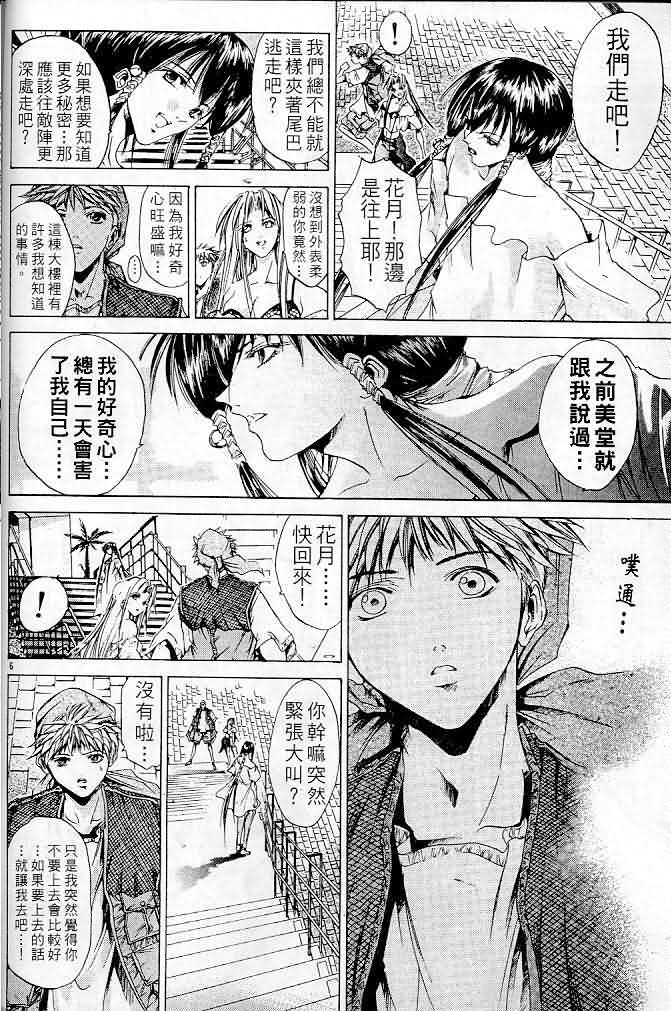 我們走吧！
！
花月！那邊
是往上耶！
我們總不能就
這樣夾著尾巴
逃走吧？
如果想要知道
更多秘密…那
應該往敵陣更
深處走吧？
沒想到外表柔
弱的你竟然…
因為我好奇
心旺盛嘛…
…
這棟大樓裡有
許多我想知道
的事情。
之前美堂就
跟我說過…
我的好奇心…
總有一天會害
了我自己……
噗通…
花月……
快回來！
！
你幹嘛突然
緊張大叫？
沒有啦…
只是我突然覺得你
不要上去會比較好
…如果要上去的話
…就讓我去吧…！
6